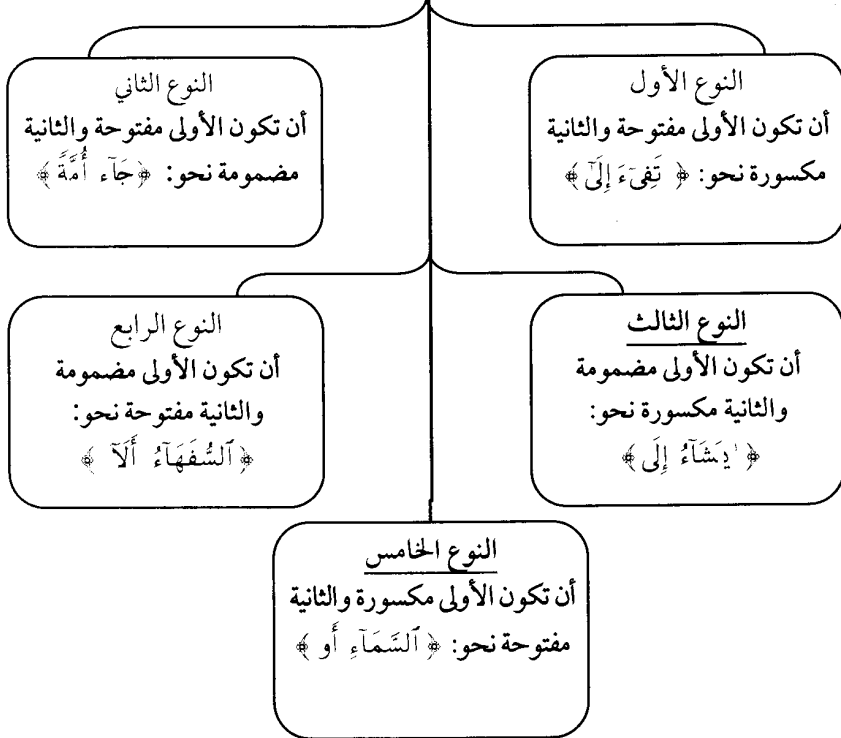 النوع الأول
أن تكون الأولى مفتوحة والثانية
مكسورة نحو: ﴿ تَفِىٓءَ إِلَىٰٓ ﴾
النوع الثاني
أن تكون الأولى مفتوحة والثانية
مضمومة نحو: ﴿ جَآءَ أُمَّةً ﴾
النوع الثالث
أن تكون الأولى مضمومة
والثانية مكسورة نحو:
﴿ يَشَآءُ إِلَى ﴾
النوع الرابع
أن تكون الأولى مضمومة
والثانية مفتوحة نحو:
﴿ ٱلسُّفَهَآءُ أَلَآ ﴾
النوع الخامس
أن تكون الأولى مكسورة والثانية
مفتوحة نحو: ﴿ ٱلسَّمَآءِ أَو ﴾